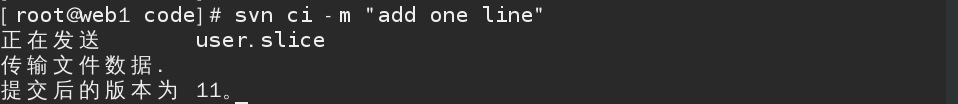 [ root@web1 code]# svn ci -m "add one line"
正在发送       user.slice
传输文件数据.
提交后的版本为 11。